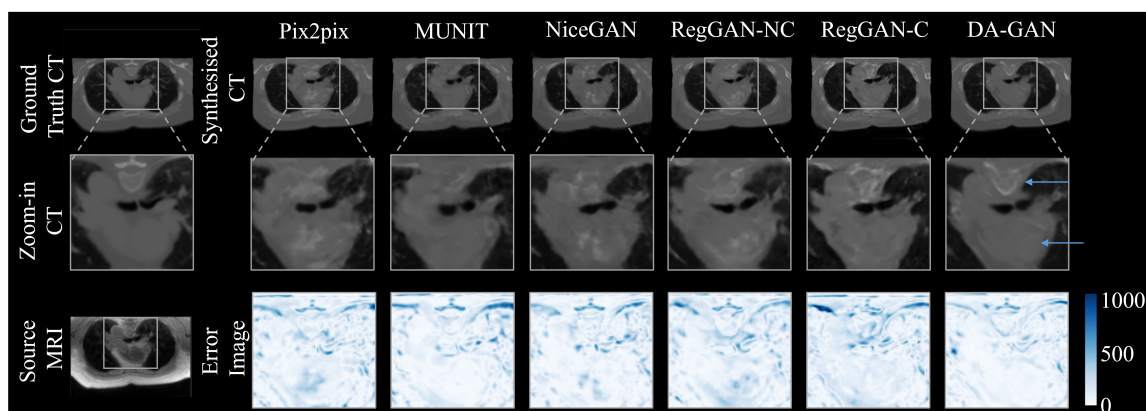 Pix2pix MUNIT NiceGAN RegGAN-NC RegGAN-C DA-GAN
Ground
Truth CT
Synthesised
CT
Zoom-in
CT
Source
MRI
Error
Image
1000
500
0